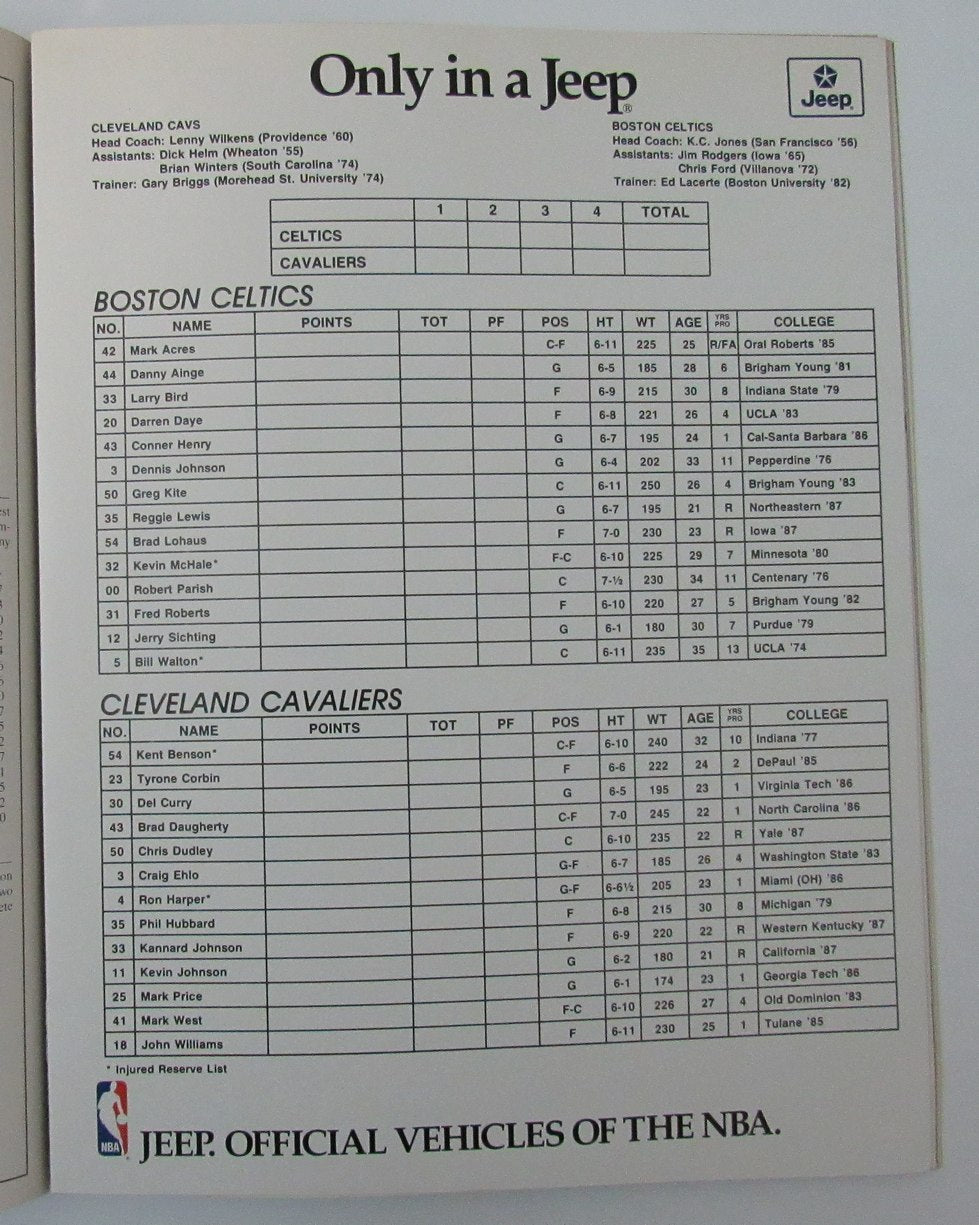 Only in a Jeep®
Jeep®
CLEVELAND CAVS
Head Coach: Lenny Wilkens (Providence '60)
Assistants: Dick Helm (Wheaton '55)
Brian Winters (South Carolina '74)
Trainer: Gary Briggs (Morehead St. University '74)
BOSTON CELTICS
Head Coach: K.C. Jones (San Francisco '56)
Assistants: Jim Rodgers (Iowa '65)
Chris Ford (Villanova '72)
Trainer: Ed Lacerte (Boston University '82)
1 2 3 4 TOTAL
CELTICS
CAVALIERS
BOSTON CELTICS
NO. NAME POINTS TOT PF POS HT WT AGE YRS PRO COLLEGE
42 Mark Acres C-F 6-11 225 25 R/FA Oral Roberts '85
44 Danny Ainge G 6-5 185 28 6 Brigham Young '81
33 Larry Bird F 6-9 215 30 8 Indiana State '79
20 Darren Daye F 6-8 221 26 4 UCLA '83
43 Conner Henry G 6-7 195 24 1 Cal-Santa Barbara '86
3 Dennis Johnson G 6-4 202 33 11 Pepperdine '76
50 Greg Kite C 6-11 250 26 4 Brigham Young '83
35 Reggie Lewis G 6-7 195 21 R Northeastern '87
54 Brad Lohaus F 7-0 230 23 R Iowa '87
32 Kevin McHale* F-C 6-10 225 29 7 Minnesota '80
00 Robert Parish C 7-½ 230 34 11 Centenary '76
31 Fred Roberts F 6-10 220 27 5 Brigham Young '82
12 Jerry Sichting G 6-1 180 30 7 Purdue '79
5 Bill Walton* C 6-11 235 35 13 UCLA '74
CLEVELAND CAVALIERS
NO. NAME POINTS TOT PF POS HT WT AGE YRS PRO COLLEGE
54 Kent Benson* C-F 6-10 240 32 10 Indiana '77
23 Tyrone Corbin F 6-6 222 24 2 DePaul '85
30 Del Curry G 6-5 195 23 1 Virginia Tech '86
43 Brad Daugherty C-F 7-0 245 22 1 North Carolina '86
50 Chris Dudley C 6-10 235 22 R Yale '87
3 Craig Ehlo G-F 6-7 185 26 4 Washington State '83
4 Ron Harper* G-F 6-6½ 205 23 1 Miami (OH) '86
35 Phil Hubbard F 6-8 215 30 8 Michigan '79
33 Kannard Johnson F 6-9 220 22 R Western Kentucky '87
11 Kevin Johnson G 6-2 180 21 R California '87
25 Mark Price G 6-1 174 23 1 Georgia Tech '86
41 Mark West F-C 6-10 226 27 4 Old Dominion '83
18 John Williams F 6-11 230 25 1 Tulane '85
* Injured Reserve List
NBA
JEEP. OFFICIAL VEHICLES OF THE NBA.